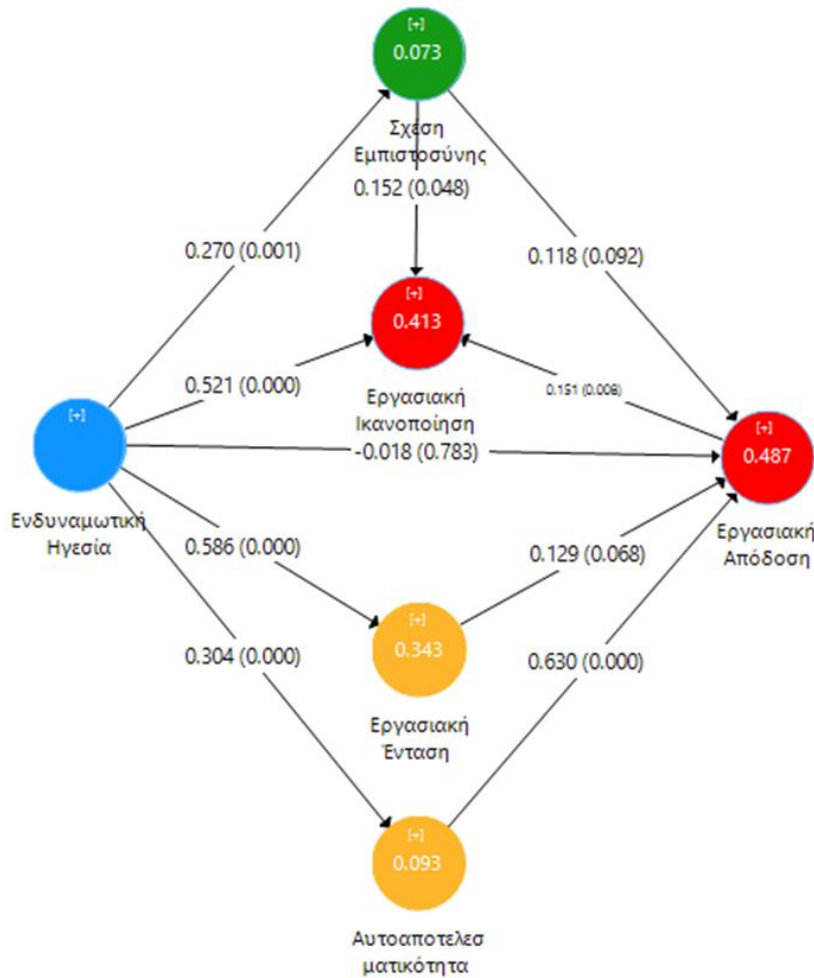 [+]
0.073
Σχέση
Εμπιστοσύνης
0.152 (0.048)
0.270 (0.001)
0.118 (0.092)
[+]
0.413
Εργασιακή
Ικανοποίηση
0.521 (0.000)
0.151 (0.006)
[+]
Ενδυναμωτική
Ηγεσία
-0.018 (0.783)
[+]
0.487
Εργασιακή
Απόδοση
0.586 (0.000)
0.129 (0.068)
[+]
0.343
Εργασιακή
Ένταση
0.304 (0.000)
0.630 (0.000)
[+]
0.093
Αυτοαποτελεσ
ματικότητα